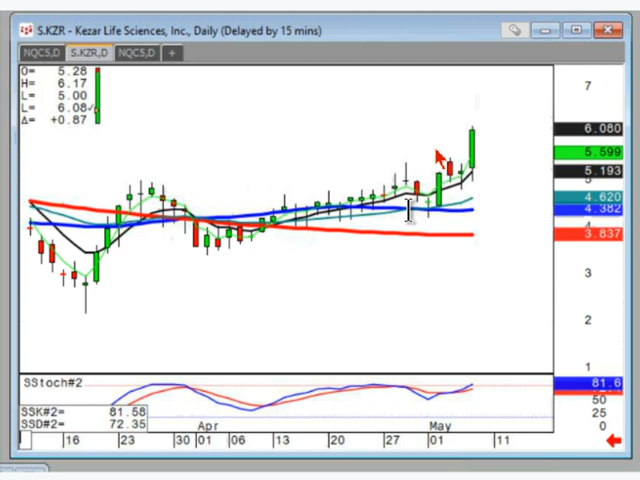 S.KZR - Kezar Life Sciences, Inc., Daily (Delayed by 15 mins)
NQC5,D S.KZR,D NQC5,D +
O= 5.28
H= 6.17
L= 5.00
L= 6.08
Δ= +0.87
7
6.080
5.599
5.193
5
4.620
4.382
4
3.837
3
2
1
SStoch#2
81.6
50
25
0
SSK#2= 81.58
SSD#2= 72.35
Apr May
16 23 30 01 06 13 20 27 01 11